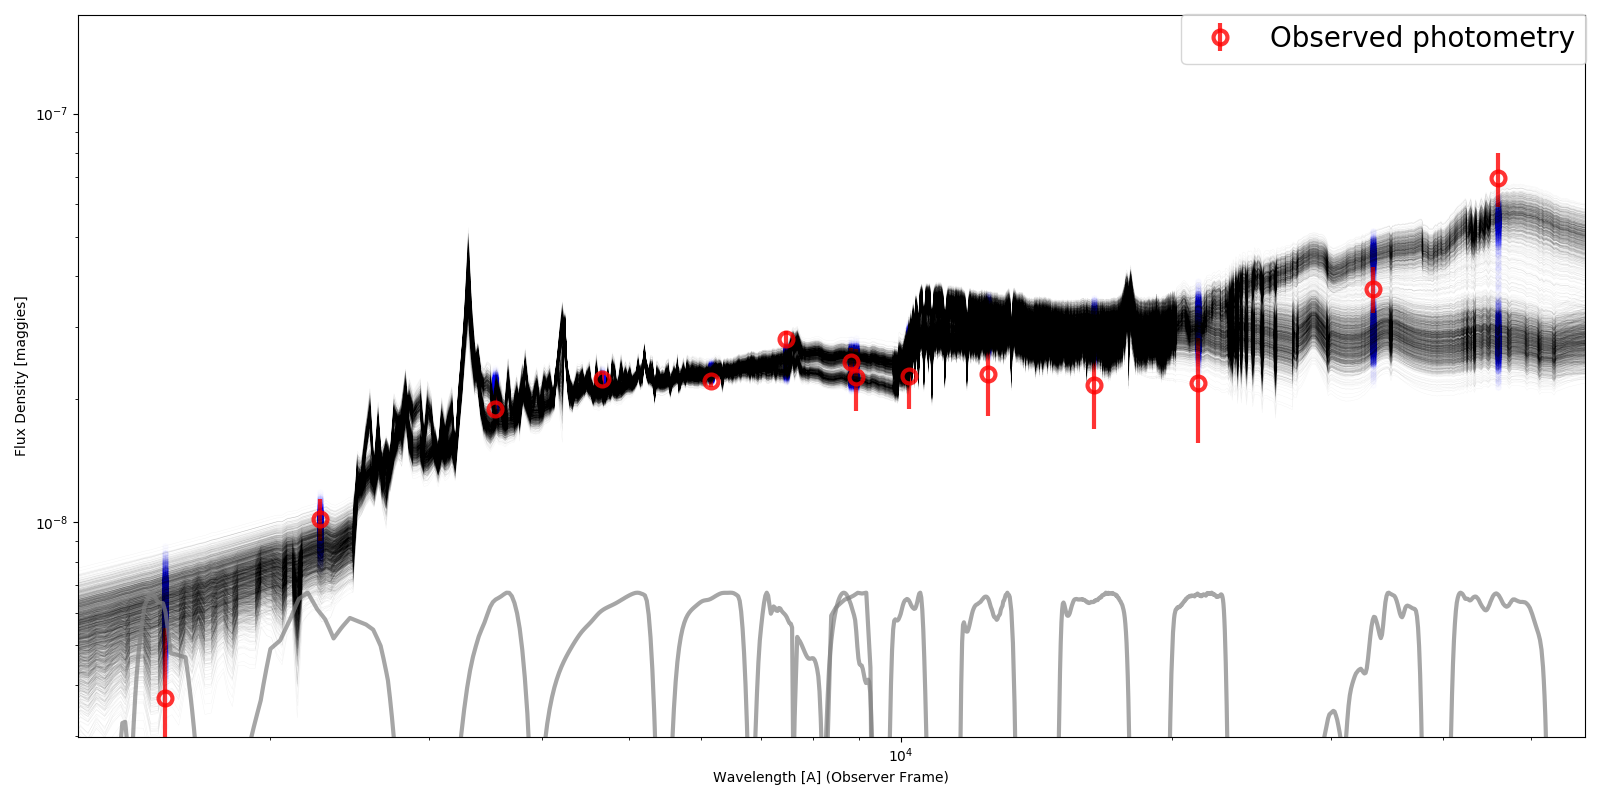 Observed photometry
10⁻⁷
10⁻⁸
Flux Density [maggies]
10⁴
Wavelength [A] (Observer Frame)